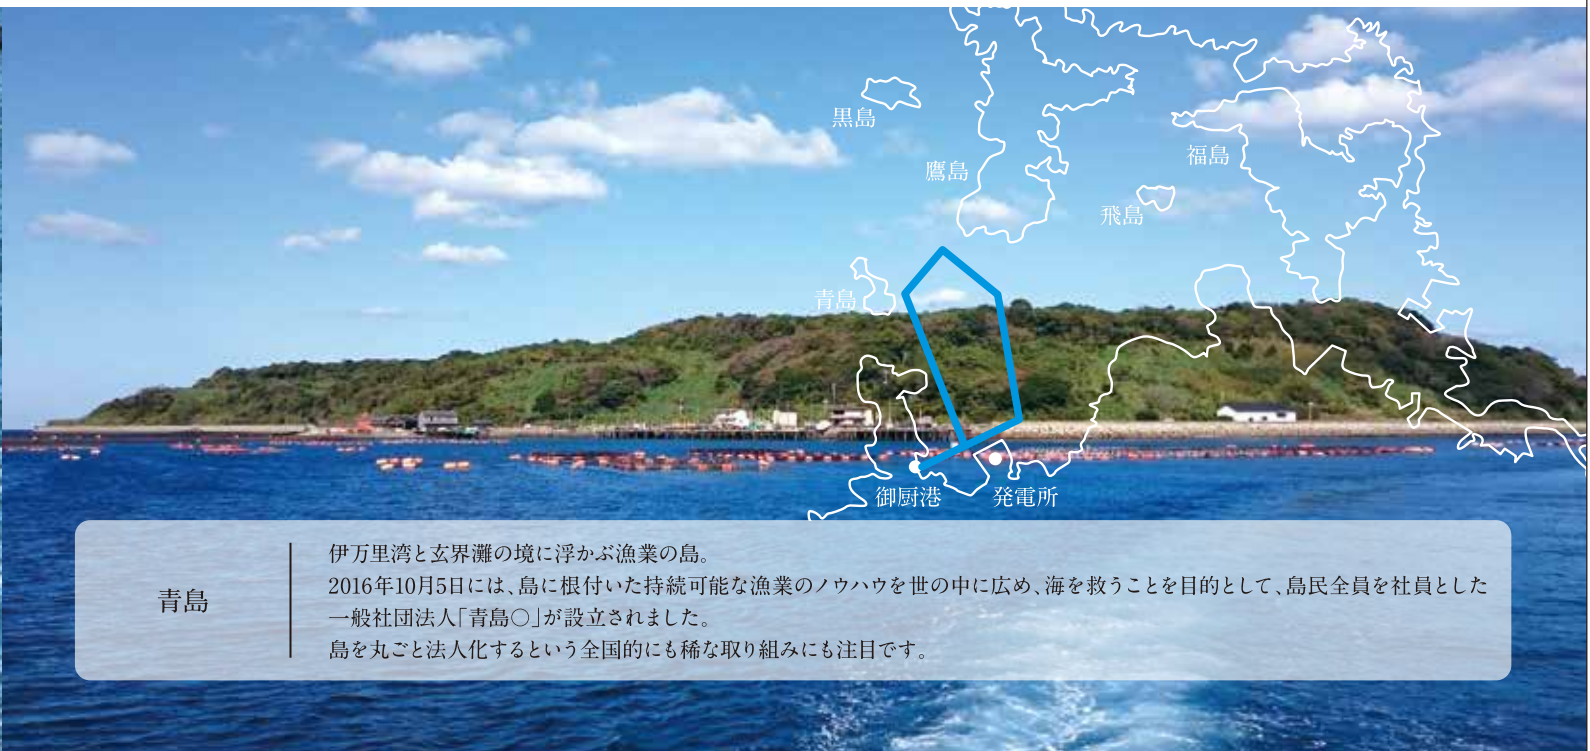 黒島
鷹島
福島
飛島
青島
御厨港
発電所
青島
伊万里湾と玄界灘の境に浮かぶ漁業の島。
2016年10月5日には、島に根付いた持続可能な漁業のノウハウを世の中に広め、海を救うことを目的として、島民全員を社員とした
一般社団法人「青島○」が設立されました。
島を丸ごと法人化するという全国的にも稀な取り組みにも注目です。